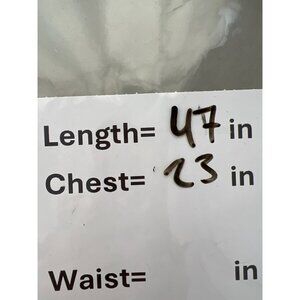 Length= 47 in
Chest= 23 in
Waist= in